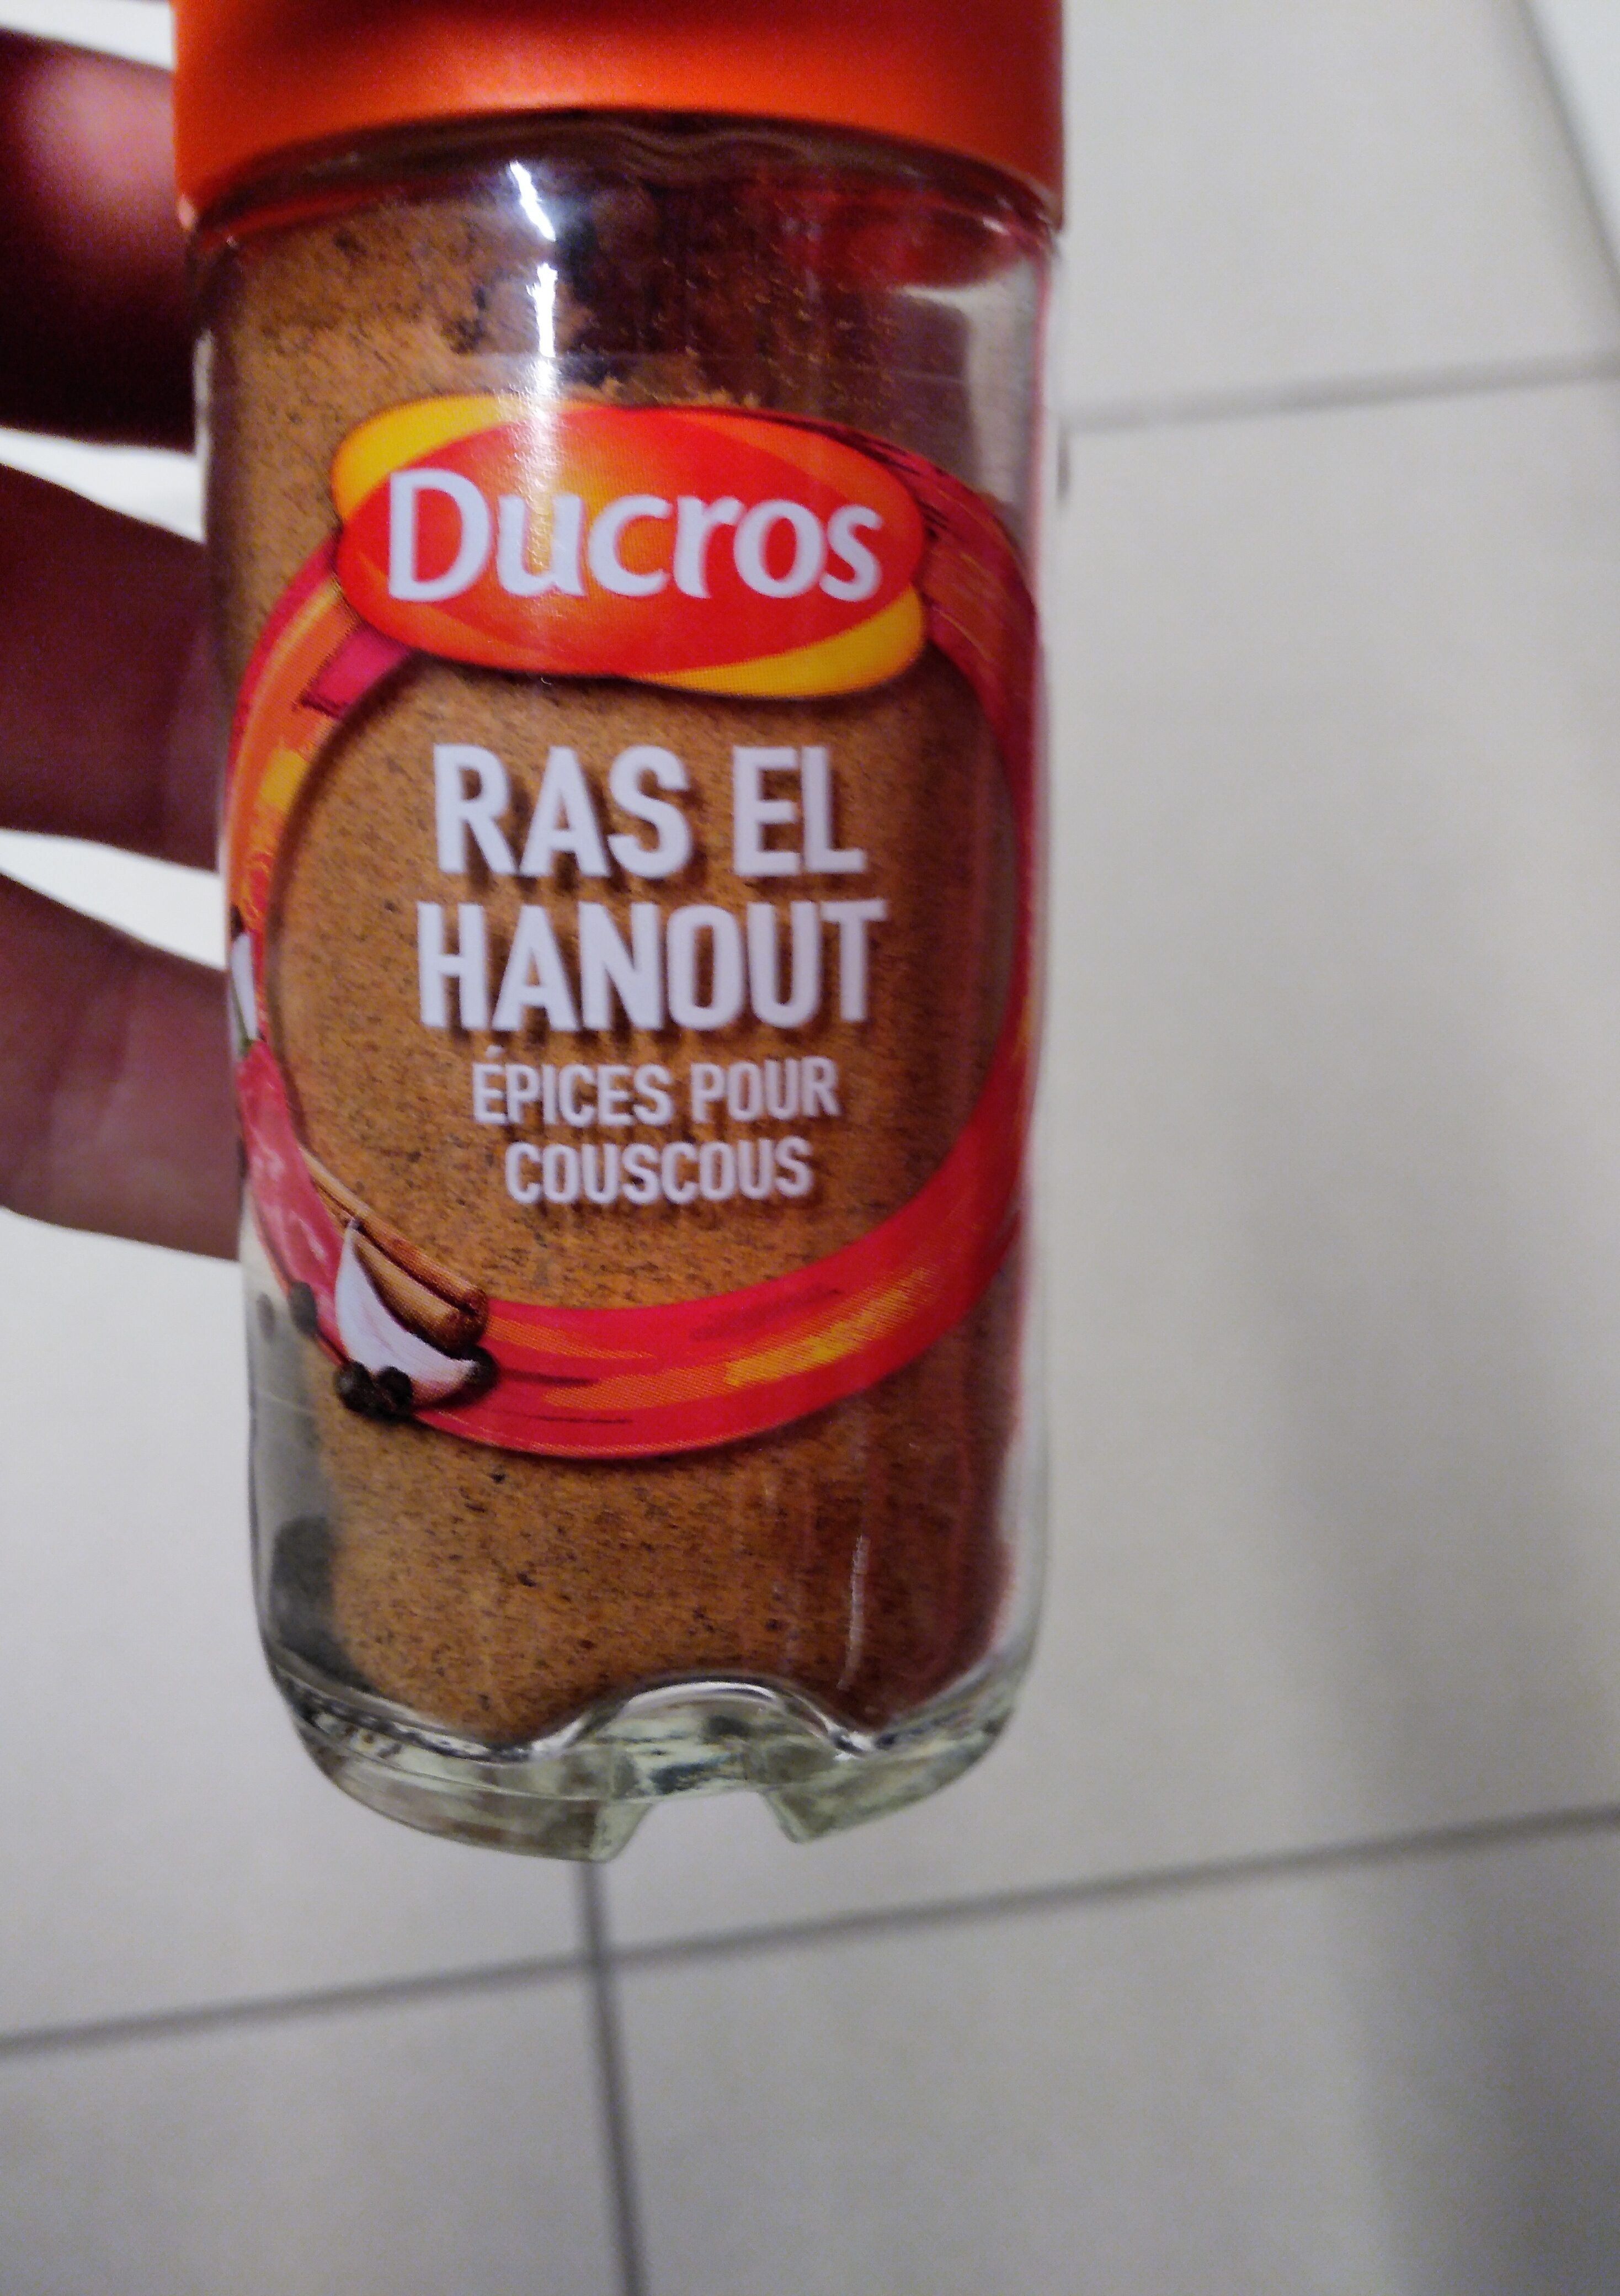 Ducros
RAS EL
HANOUT
ÉPICES POUR
COUSCOUS